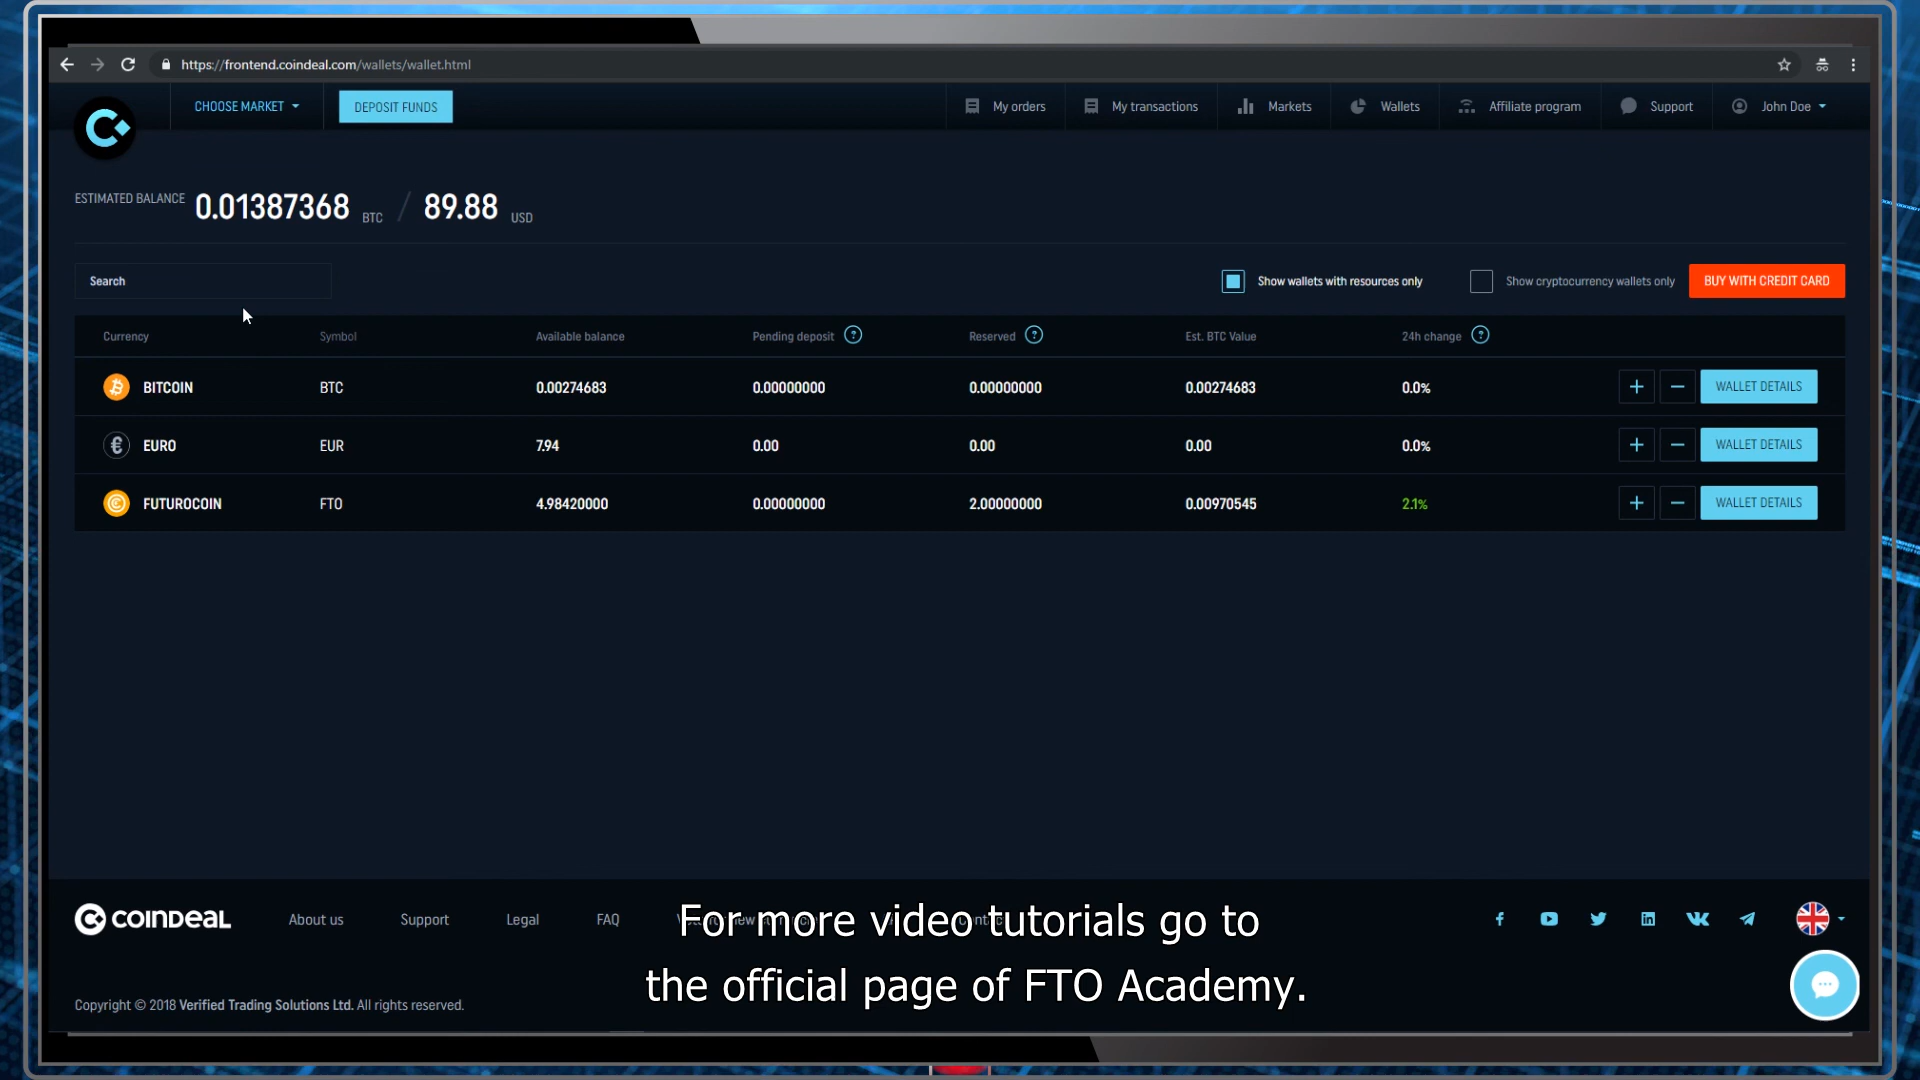 https://frontend.coindeal.com/wallets/wallet.html
CHOOSE MARKET
DEPOSIT FUNDS
My orders
My transactions
Markets
Wallets
Affiliate program
Support
John Doe
ESTIMATED BALANCE 0.01387368 BTC / 89.88 USD
Search
Show wallets with resources only
Show cryptocurrency wallets only
BUY WITH CREDIT CARD
Currency Symbol Available balance Pending deposit ? Reserved ? Est. BTC Value 24h change ?
BITCOIN BTC 0.00274683 0.00000000 0.00000000 0.00274683 0.0% + − WALLET DETAILS
EURO EUR 7.94 0.00 0.00 0.00 0.0% + − WALLET DETAILS
FUTUROCOIN FTO 4.98420000 0.00000000 2.00000000 0.00970545 2.1% + − WALLET DETAILS
COINDEAL
About us
Support
Legal
FAQ
For more video tutorials go to
the official page of FTO Academy.
Copyright © 2018 Verified Trading Solutions Ltd. All rights reserved.